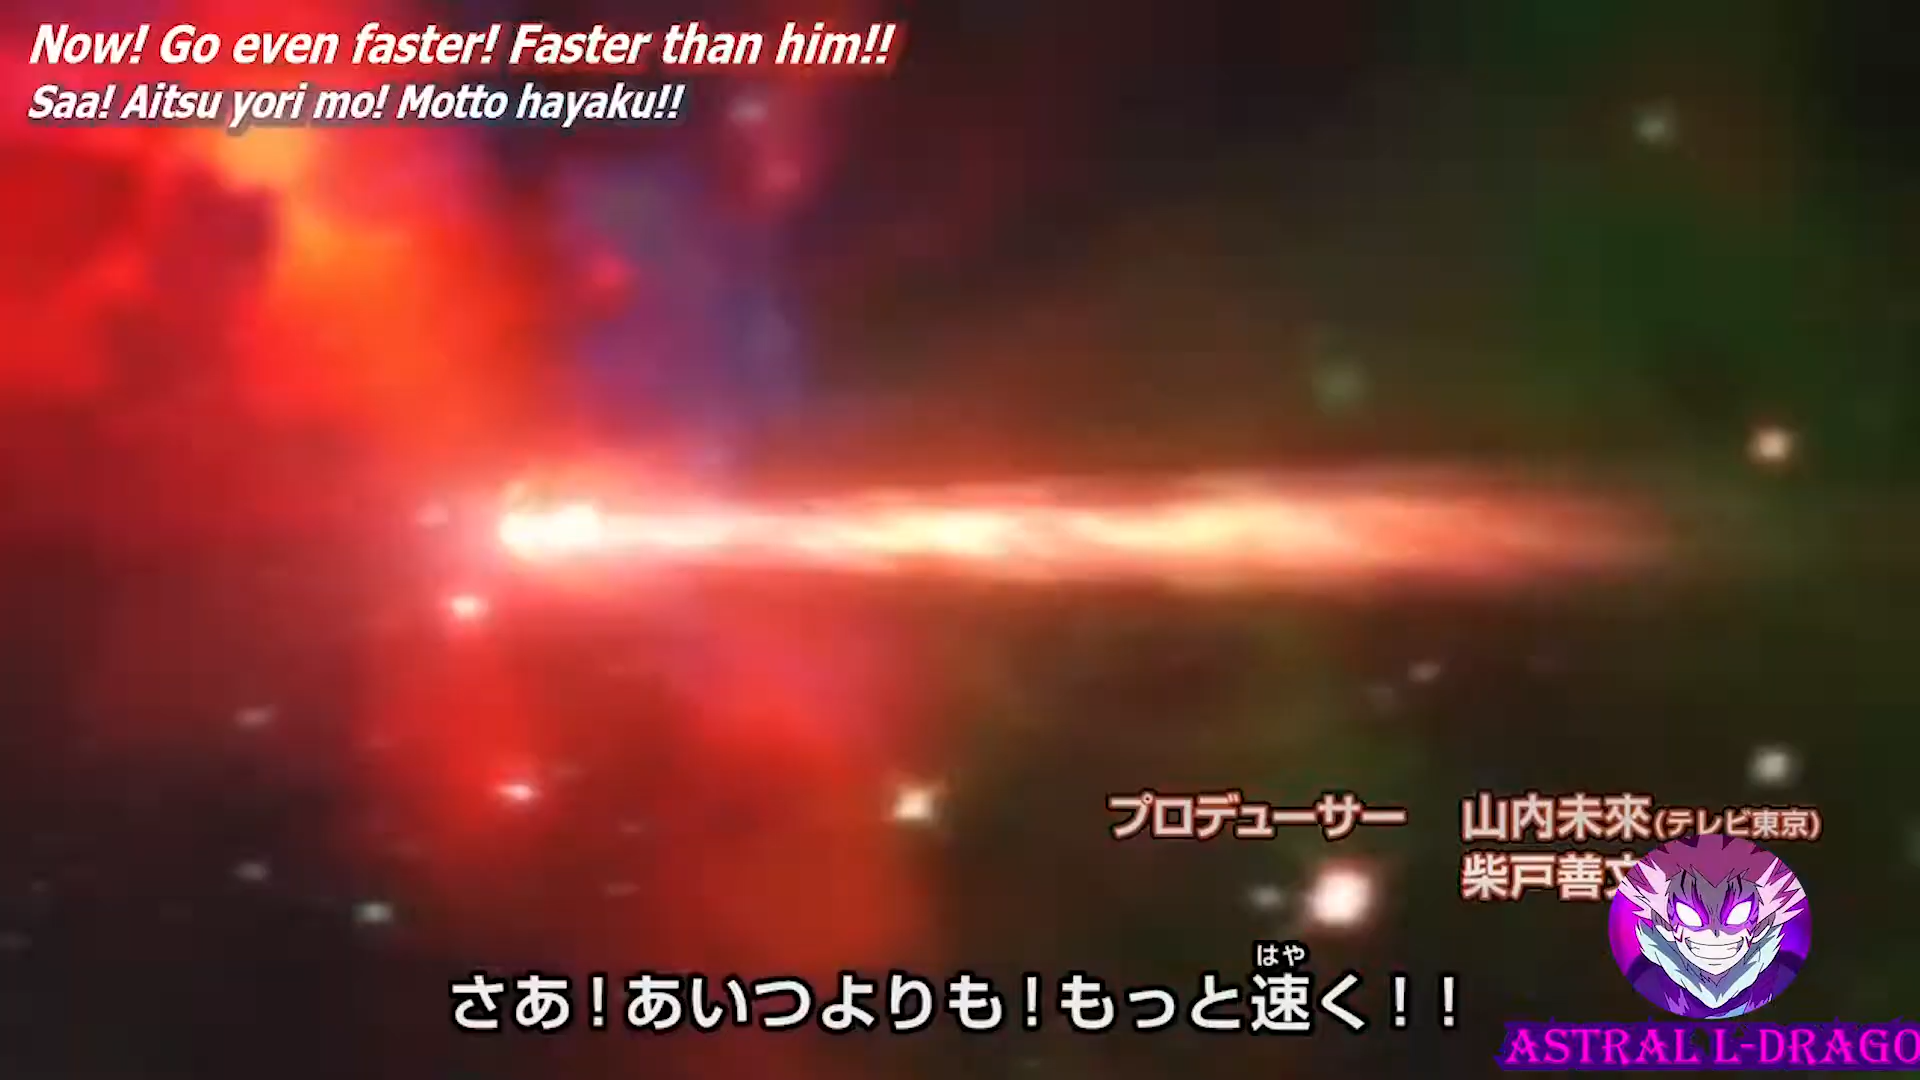 Now! Go even faster! Faster than him!!
Saa! Aitsu yori mo! Motto hayaku!!
プロデューサー 山内未來(テレビ東京)
柴戸善
はや
さあ！あいつよりも！もっと速く！！
ASTRAL L-DRAGO